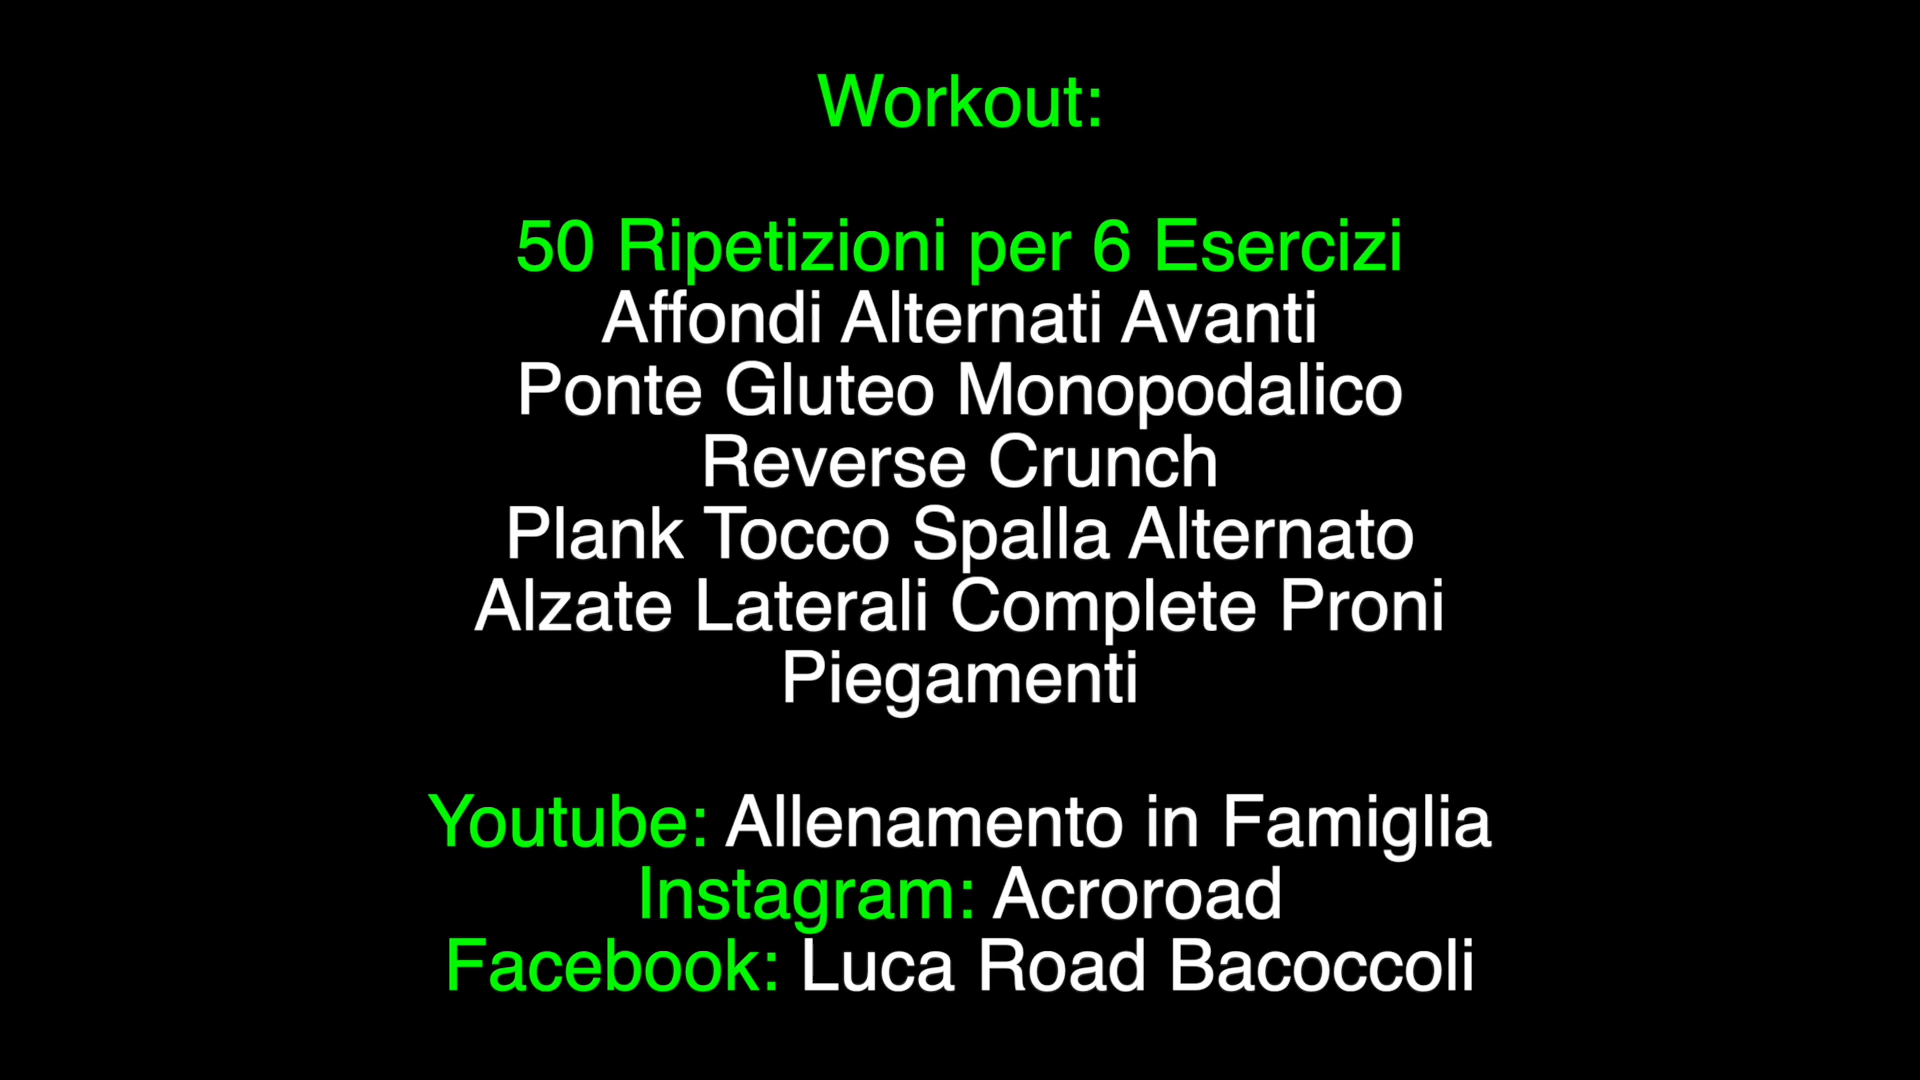 Workout:
50 Ripetizioni per 6 Esercizi
Affondi Alternati Avanti
Ponte Gluteo Monopodalico
Reverse Crunch
Plank Tocco Spalla Alternato
Alzate Laterali Complete Proni
Piegamenti
Youtube: Allenamento in Famiglia
Instagram: Acroroad
Facebook: Luca Road Bacoccoli